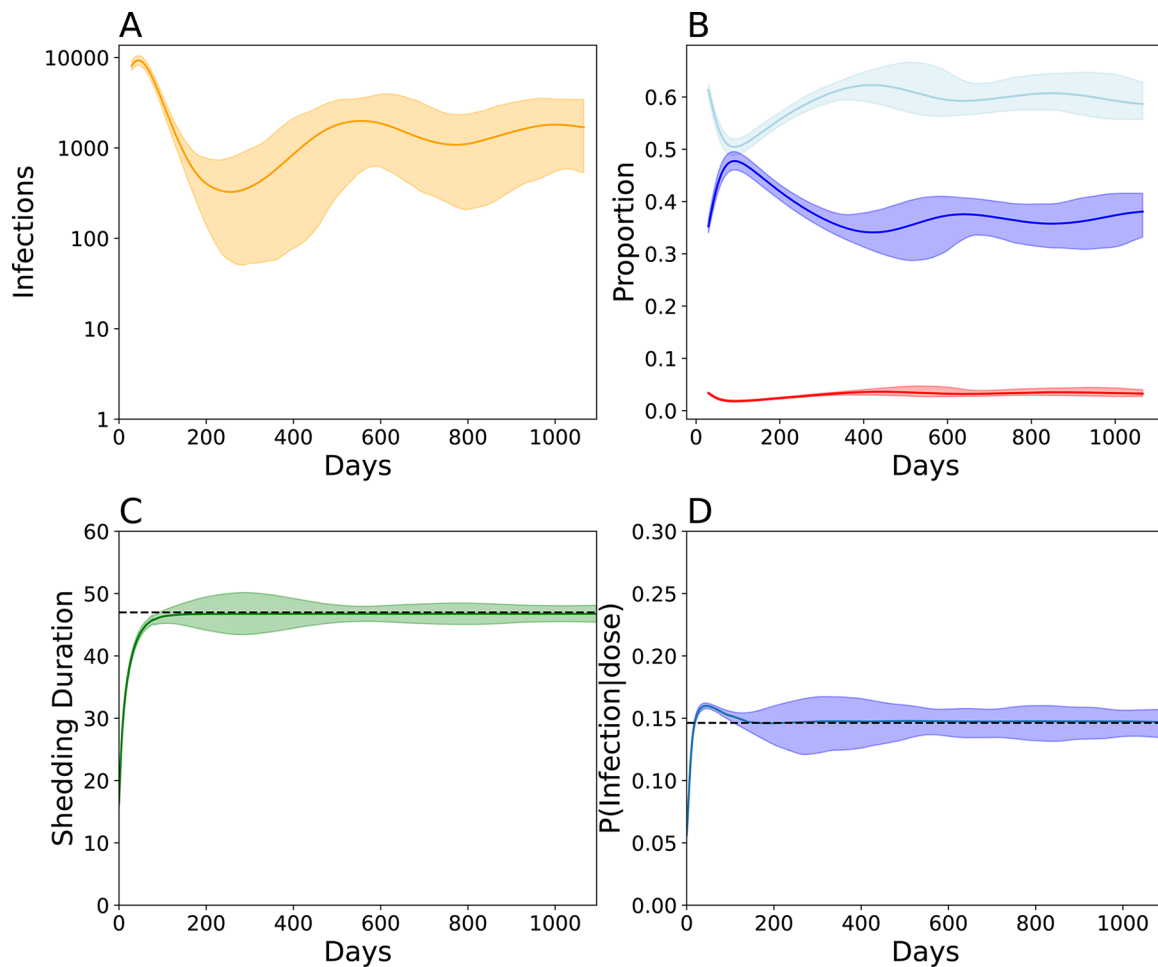 A
Infections
10000
1000
100
10
1
0 200 400 600 800 1000
Days
B
Proportion
0.6
0.5
0.4
0.3
0.2
0.1
0.0
0 200 400 600 800 1000
Days
C
Shedding Duration
60
50
40
30
20
10
0
0 200 400 600 800 1000
Days
D
P(Infection|dose)
0.30
0.25
0.20
0.15
0.10
0.05
0.00
0 200 400 600 800 1000
Days